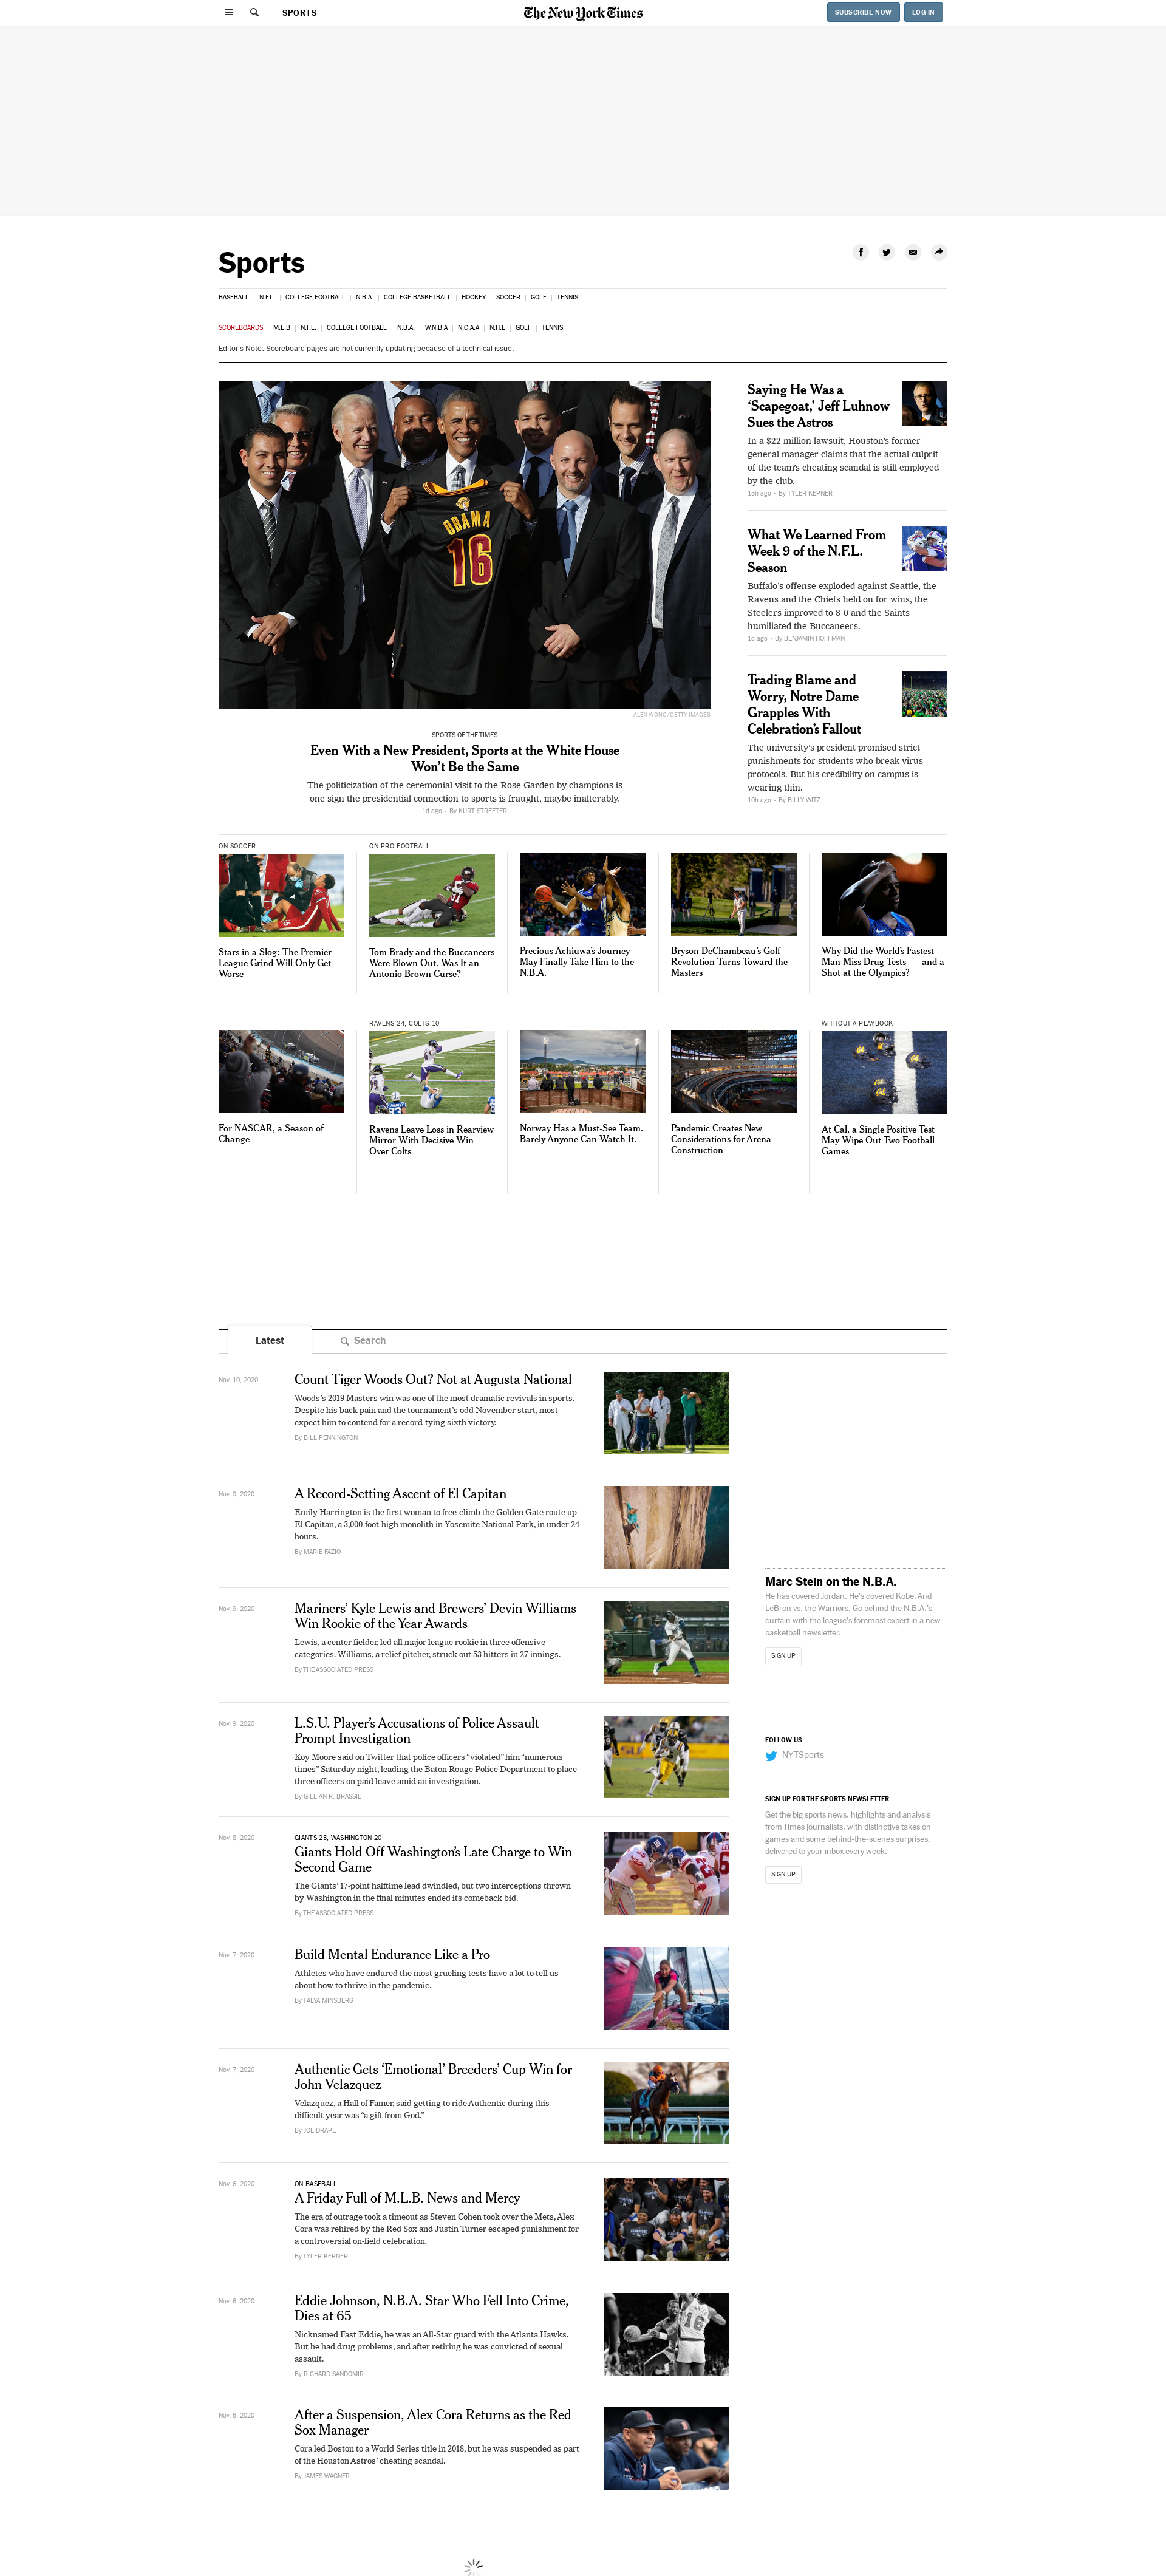 SPORTS
The New York Times
SUBSCRIBE NOW
LOG IN
Sports
BASEBALL | N.F.L. | COLLEGE FOOTBALL | N.B.A. | COLLEGE BASKETBALL | HOCKEY | SOCCER | GOLF | TENNIS
SCOREBOARDS | M.L.B | N.F.L. | COLLEGE FOOTBALL | N.B.A. | W.N.B.A | N.C.A.A | N.H.L | GOLF | TENNIS
Editor's Note: Scoreboard pages are not currently updating because of a technical issue.
OBAMA
16
ALEX WONG/GETTY IMAGES
SPORTS OF THE TIMES
Even With a New President, Sports at the White House
Won't Be the Same
The politicization of the ceremonial visit to the Rose Garden by champions is
one sign the presidential connection to sports is fraught, maybe inalterably.
1d ago · By KURT STREETER
Saying He Was a
‘Scapegoat,’ Jeff Luhnow
Sues the Astros
In a $22 million lawsuit, Houston's former
general manager claims that the actual culprit
of the team's cheating scandal is still employed
by the club.
15h ago · By TYLER KEPNER
What We Learned From
Week 9 of the N.F.L.
Season
Buffalo's offense exploded against Seattle, the
Ravens and the Chiefs held on for wins, the
Steelers improved to 8-0 and the Saints
humiliated the Buccaneers.
1d ago · By BENJAMIN HOFFMAN
Trading Blame and
Worry, Notre Dame
Grapples With
Celebration's Fallout
The university's president promised strict
punishments for students who break virus
protocols. But his credibility on campus is
wearing thin.
10h ago · By BILLY WITZ
ON SOCCER
Stars in a Slog: The Premier
League Grind Will Only Get
Worse
ON PRO FOOTBALL
Tom Brady and the Buccaneers
Were Blown Out. Was It an
Antonio Brown Curse?
Precious Achiuwa's Journey
May Finally Take Him to the
N.B.A.
Bryson DeChambeau's Golf
Revolution Turns Toward the
Masters
Why Did the World's Fastest
Man Miss Drug Tests — and a
Shot at the Olympics?
For NASCAR, a Season of
Change
RAVENS 24, COLTS 10
Ravens Leave Loss in Rearview
Mirror With Decisive Win
Over Colts
Norway Has a Must-See Team.
Barely Anyone Can Watch It.
Pandemic Creates New
Considerations for Arena
Construction
WITHOUT A PLAYBOOK
At Cal, a Single Positive Test
May Wipe Out Two Football
Games
Latest
Search
Nov. 10, 2020
Count Tiger Woods Out? Not at Augusta National
Woods's 2019 Masters win was one of the most dramatic revivals in sports.
Despite his back pain and the tournament's odd November start, most
expect him to contend for a record-tying sixth victory.
By BILL PENNINGTON
Nov. 9, 2020
A Record-Setting Ascent of El Capitan
Emily Harrington is the first woman to free-climb the Golden Gate route up
El Capitan, a 3,000-foot-high monolith in Yosemite National Park, in under 24
hours.
By MARIE FAZIO
Nov. 9, 2020
Mariners' Kyle Lewis and Brewers' Devin Williams
Win Rookie of the Year Awards
Lewis, a center fielder, led all major league rookie in three offensive
categories. Williams, a relief pitcher, struck out 53 hitters in 27 innings.
By THE ASSOCIATED PRESS
Nov. 9, 2020
L.S.U. Player's Accusations of Police Assault
Prompt Investigation
Koy Moore said on Twitter that police officers “violated” him “numerous
times” Saturday night, leading the Baton Rouge Police Department to place
three officers on paid leave amid an investigation.
By GILLIAN R. BRASSIL
Nov. 8, 2020
GIANTS 23, WASHINGTON 20
Giants Hold Off Washington's Late Charge to Win
Second Game
The Giants' 17-point halftime lead dwindled, but two interceptions thrown
by Washington in the final minutes ended its comeback bid.
By THE ASSOCIATED PRESS
Nov. 7, 2020
Build Mental Endurance Like a Pro
Athletes who have endured the most grueling tests have a lot to tell us
about how to thrive in the pandemic.
By TALYA MINSBERG
Nov. 7, 2020
Authentic Gets ‘Emotional’ Breeders' Cup Win for
John Velazquez
Velazquez, a Hall of Famer, said getting to ride Authentic during this
difficult year was “a gift from God.”
By JOE DRAPE
Nov. 6, 2020
ON BASEBALL
A Friday Full of M.L.B. News and Mercy
The era of outrage took a timeout as Steven Cohen took over the Mets, Alex
Cora was rehired by the Red Sox and Justin Turner escaped punishment for
a controversial on-field celebration.
By TYLER KEPNER
Nov. 6, 2020
Eddie Johnson, N.B.A. Star Who Fell Into Crime,
Dies at 65
Nicknamed Fast Eddie, he was an All-Star guard with the Atlanta Hawks.
But he had drug problems, and after retiring he was convicted of sexual
assault.
By RICHARD SANDOMIR
16
Nov. 6, 2020
After a Suspension, Alex Cora Returns as the Red
Sox Manager
Cora led Boston to a World Series title in 2018, but he was suspended as part
of the Houston Astros' cheating scandal.
By JAMES WAGNER
Marc Stein on the N.B.A.
He has covered Jordan. He's covered Kobe. And
LeBron vs. the Warriors. Go behind the N.B.A.'s
curtain with the league's foremost expert in a new
basketball newsletter.
SIGN UP
FOLLOW US
NYTSports
SIGN UP FOR THE SPORTS NEWSLETTER
Get the big sports news, highlights and analysis
from Times journalists, with distinctive takes on
games and some behind-the-scenes surprises,
delivered to your inbox every week.
SIGN UP